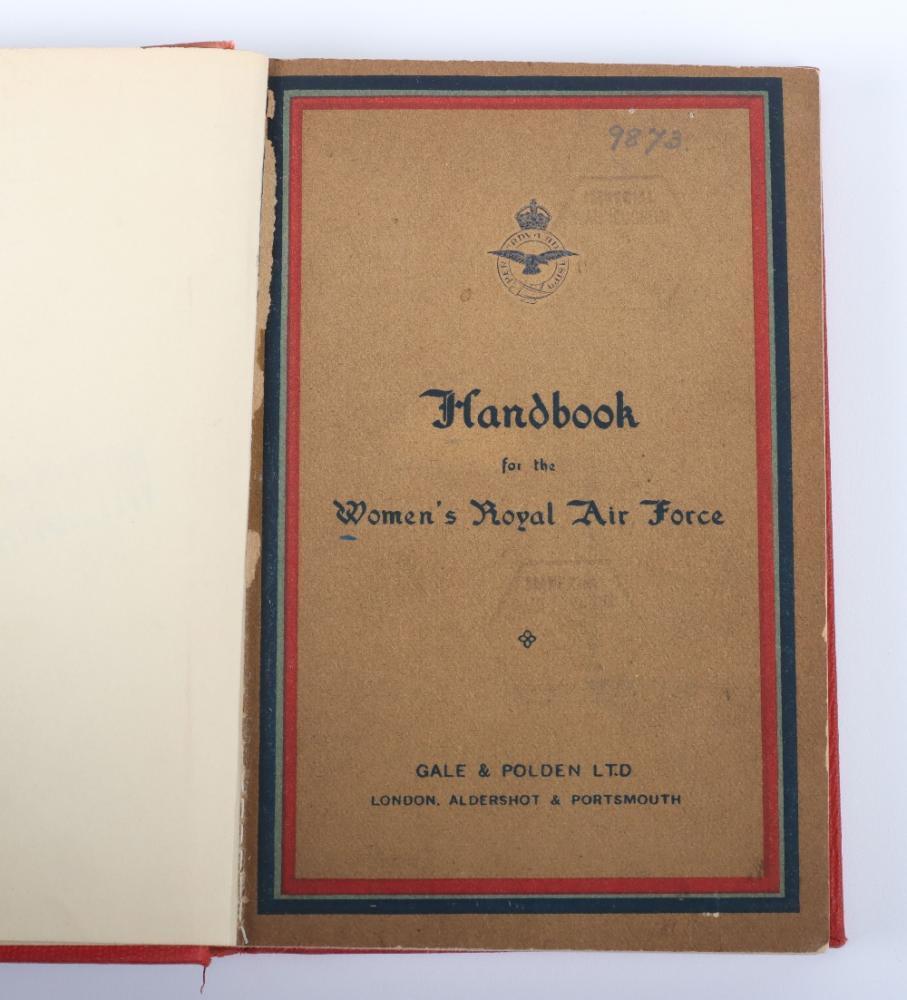 9873
Handbook
for the
Women's Royal Air Force
GALE & POLDEN LTD
LONDON, ALDERSHOT & PORTSMOUTH